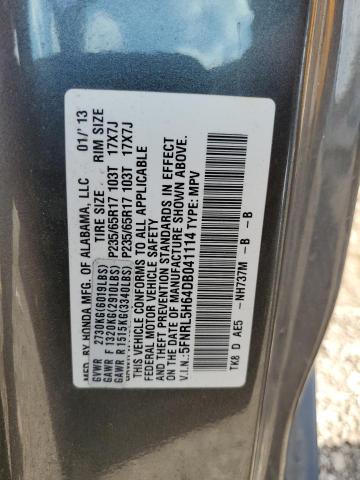 MFD. BY HONDA MFG. OF ALABAMA, LLC 01/'13
GVWR 2730KG(6019LBS) TIRE SIZE RIM SIZE
GAWR F 1320KG(2910LBS) P235/65R17 103T 17X7J
GAWR R 1515KG(3340LBS) P235/65R17 103T 17X7J
THIS VEHICLE CONFORMS TO ALL APPLICABLE
FEDERAL MOTOR VEHICLE SAFETY
AND THEFT PREVENTION STANDARDS IN EFFECT
ON THE DATE OF MANUFACTURE SHOWN ABOVE.
V.I.N.:5FNRL5H64DB041114 TYPE: MPV
TK8 D AE5 -NH737M -B -B